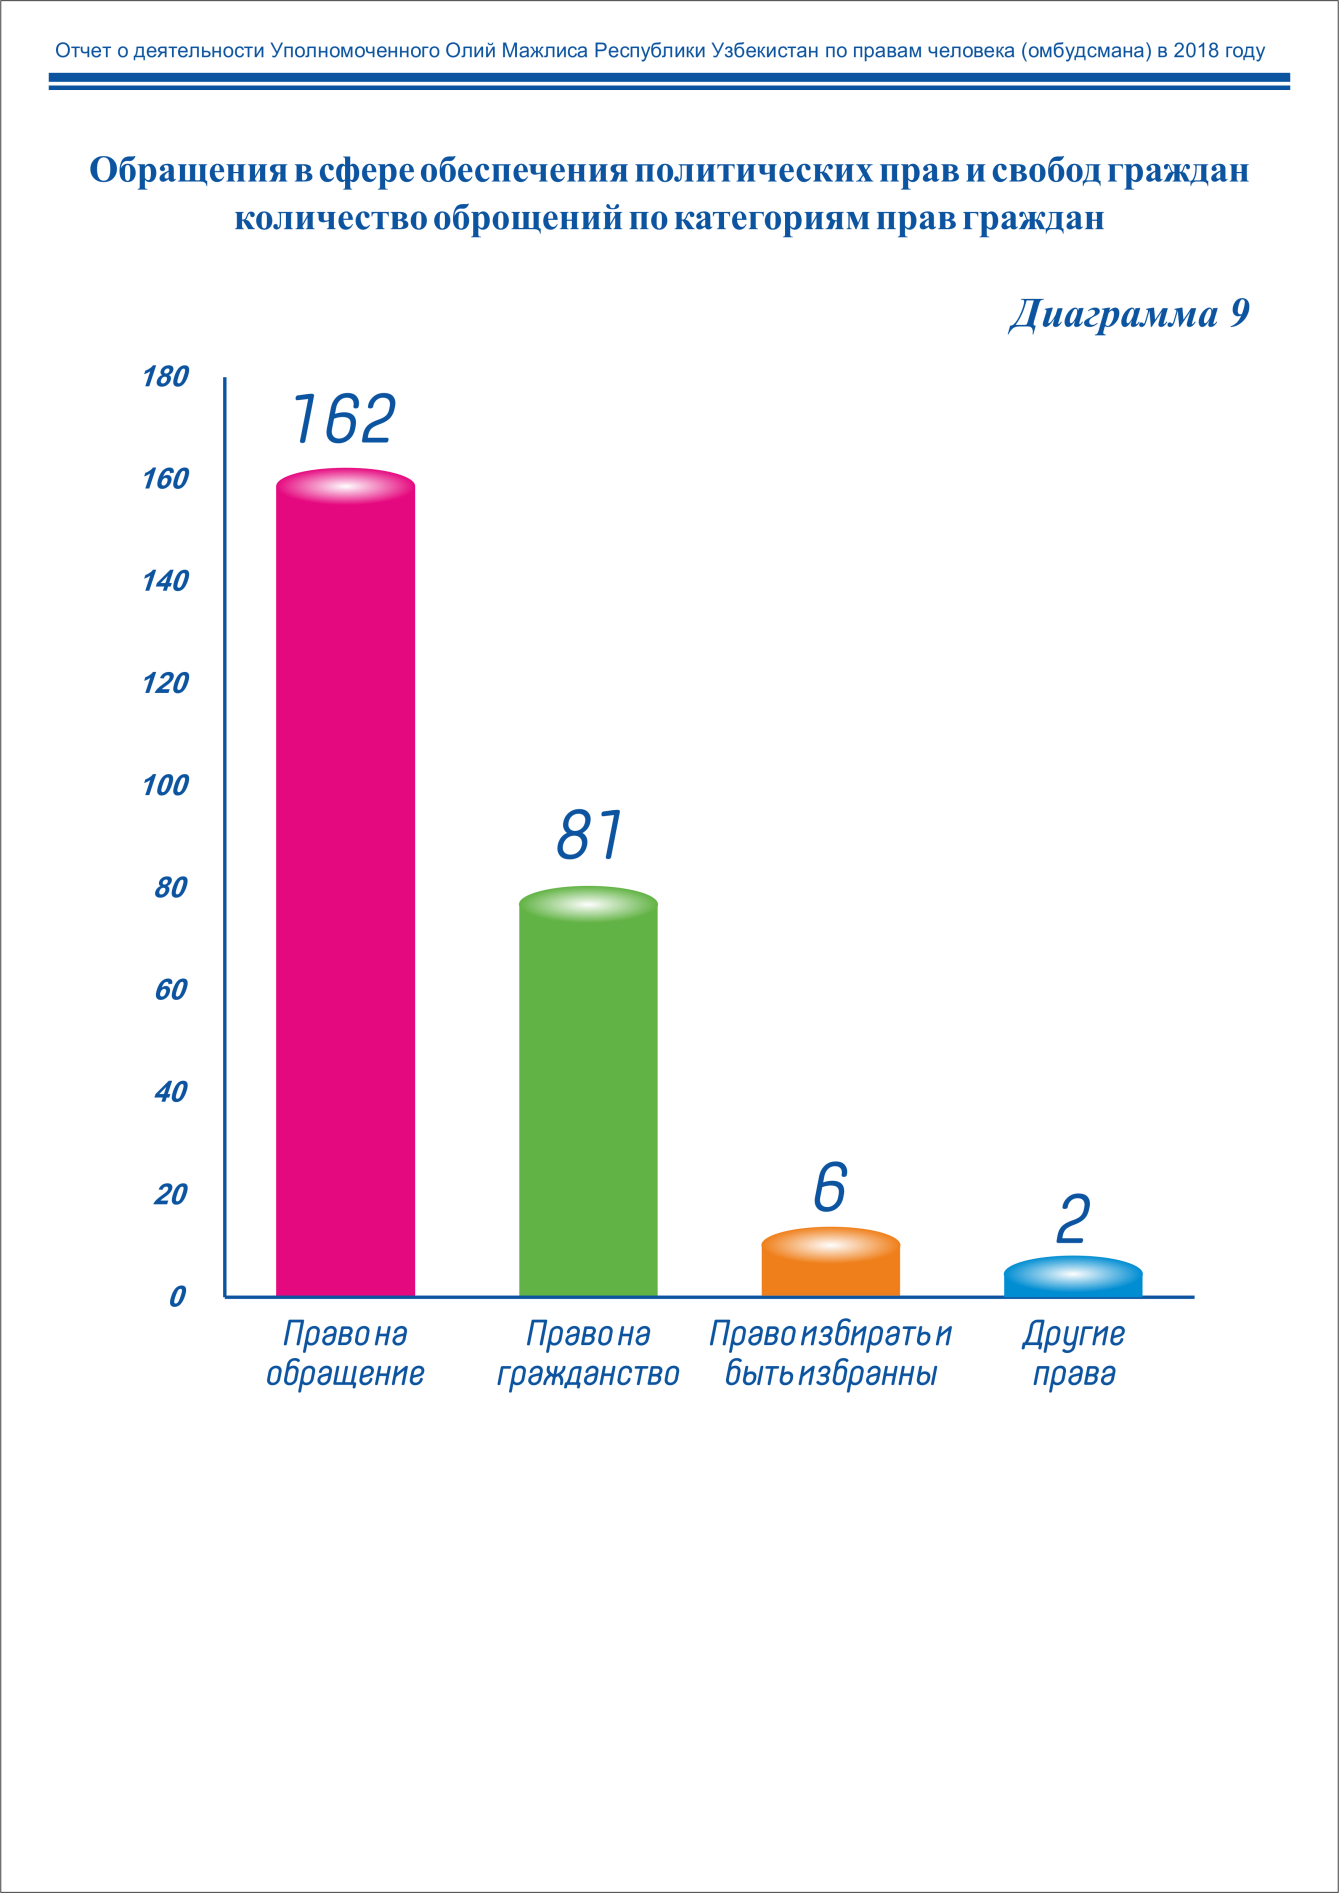 Отчет о деятельности Уполномоченного Олий Мажлиса Республики Узбекистан по правам человека (омбудсмана) в 2018 году
Обращения в сфере обеспечения политических прав и свобод граждан
количество оброщений по категориям прав граждан
Диаграмма 9
180
162
160
140
120
100
81
80
60
40
20
6
2
0
Право на
обращение
Право на
гражданство
Право избирать и
быть избранны
Другие
права